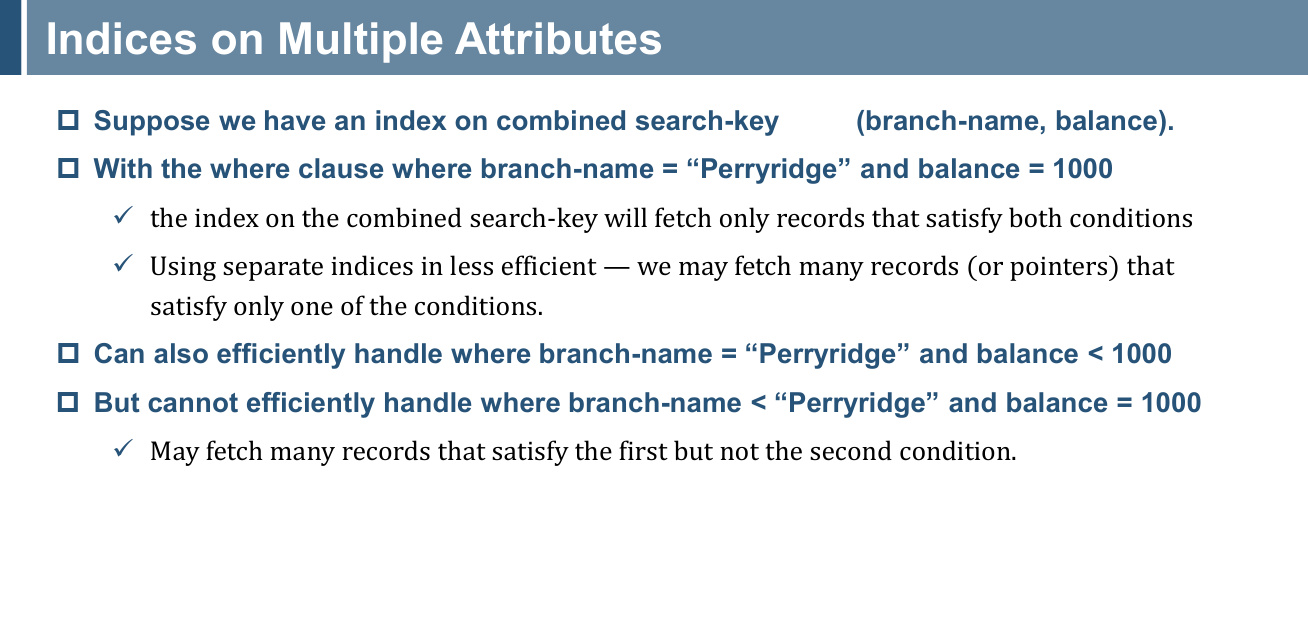 Indices on Multiple Attributes
Suppose we have an index on combined search-key (branch-name, balance).
With the where clause where branch-name = “Perryridge” and balance = 1000
the index on the combined search-key will fetch only records that satisfy both conditions
Using separate indices in less efficient — we may fetch many records (or pointers) that
satisfy only one of the conditions.
Can also efficiently handle where branch-name = “Perryridge” and balance < 1000
But cannot efficiently handle where branch-name < “Perryridge” and balance = 1000
May fetch many records that satisfy the first but not the second condition.